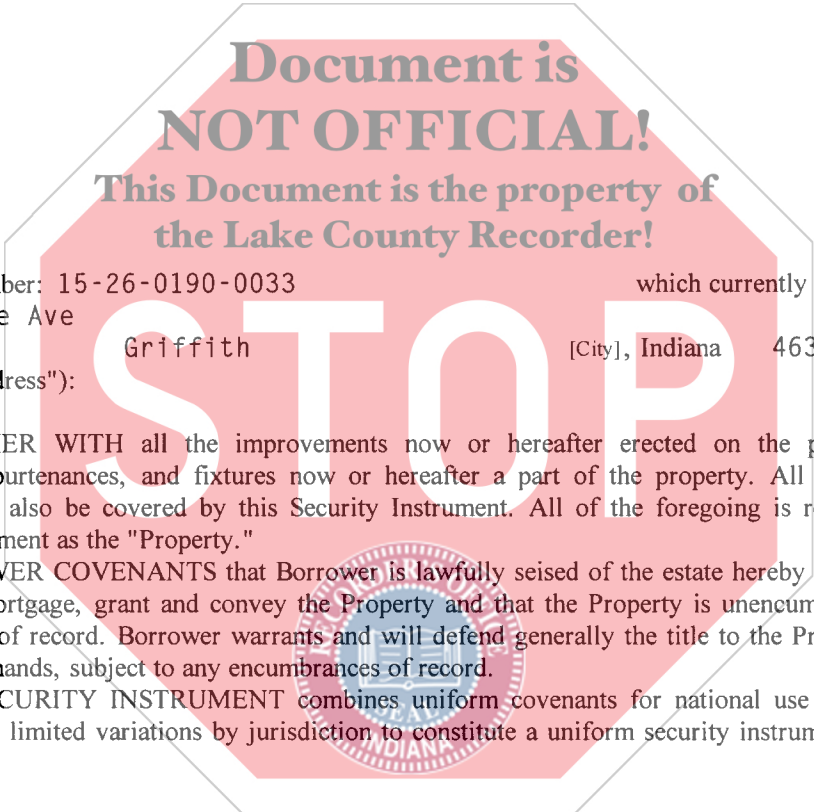 Document is
NOT OFFICIAL!
This Document is the property of
the Lake County Recorder!
ber: 15-26-0190-0033 which currently
e Ave
Griffith [City], Indiana 463
dress"):
STOP
ER WITH all the improvements now or hereafter erected on the p
ourtenances, and fixtures now or hereafter a part of the property. All
also be covered by this Security Instrument. All of the foregoing is r
ment as the "Property."
VER COVENANTS that Borrower is lawfully seised of the estate hereby
ortgage, grant and convey the Property and that the Property is unencum
of record. Borrower warrants and will defend generally the title to the Pr
nands, subject to any encumbrances of record.
CURITY INSTRUMENT combines uniform covenants for national use
limited variations by jurisdiction to constitute a uniform security instrum
RECORDER'S OFFICE
SEAL
INDIANA